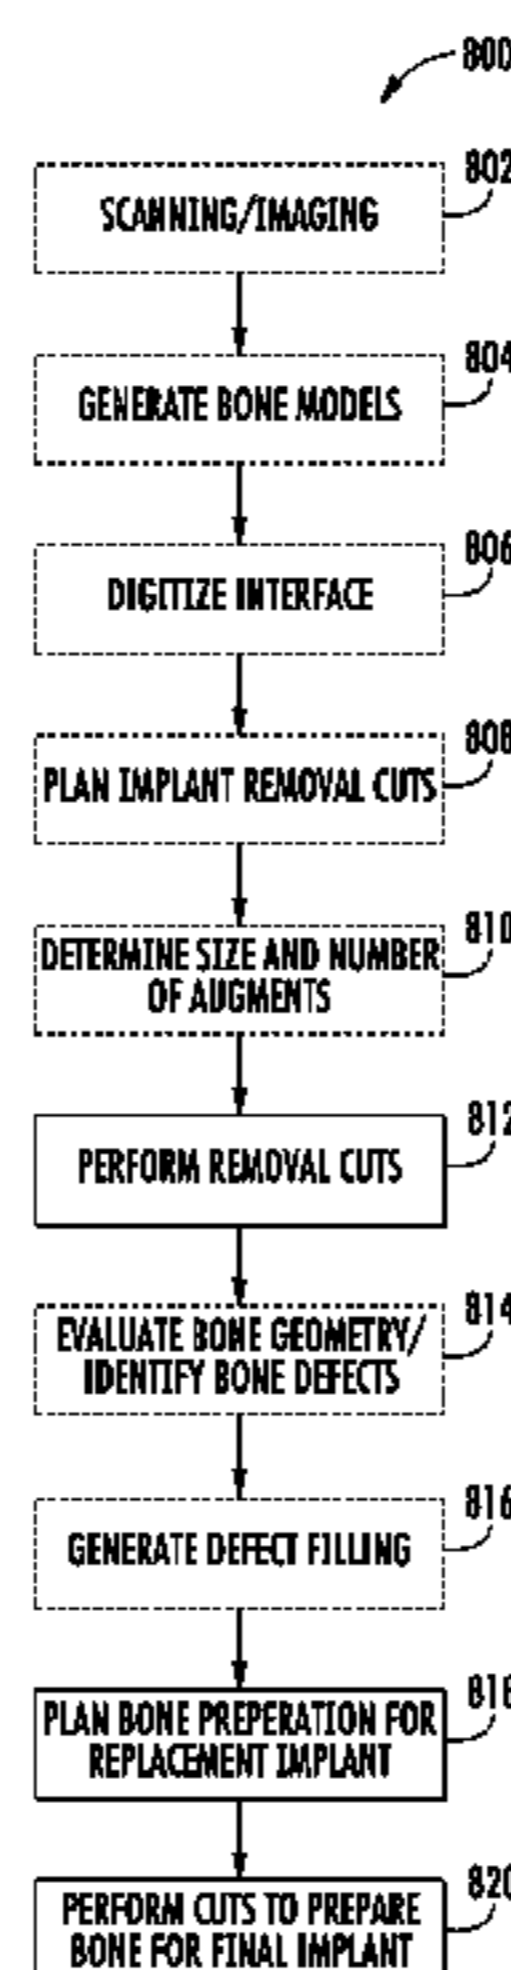 800
802
SCANNING/IMAGING
804
GENERATE BONE MODELS
806
DIGITIZE INTERFACE
808
PLAN IMPLANT REMOVAL CUTS
810
DETERMINE SIZE AND NUMBER
OF AUGMENTS
812
PERFORM REMOVAL CUTS
814
EVALUATE BONE GEOMETRY/
IDENTIFY BONE DEFECTS
816
GENERATE DEFECT FILLING
818
PLAN BONE PREPARATION FOR
REPLACEMENT IMPLANT
820
PERFORM CUTS TO PREPARE
BONE FOR FINAL IMPLANT